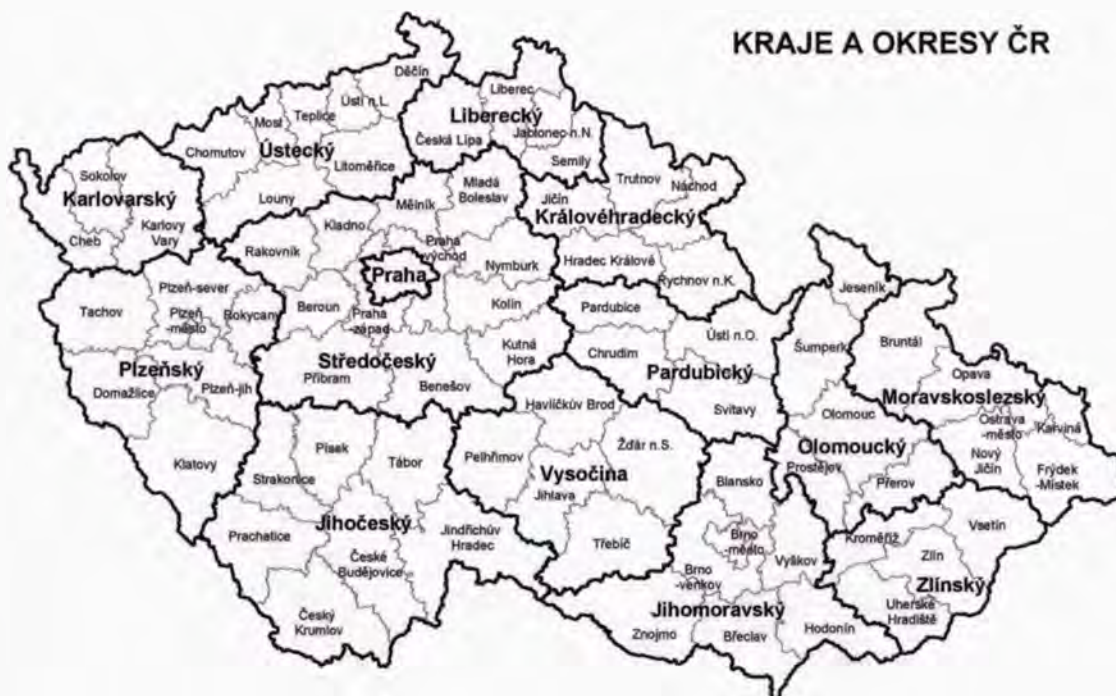 KRAJE A OKRESY ČR
Děčín
Liberec
Ústí n.L.
Teplice
Most
Liberecký
Česká Lípa
Jablonec n.N.
Chomutov
Ústecký
Litoměřice
Semily
Sokolov
Trutnov
Náchod
Karlovarský
Louny
Mladá
Boleslav
Mělník
Jičín
Královéhradecký
Karlovy
Vary
Cheb
Kladno
Rakovník
Praha
-východ
Nymburk
Hradec Králové
Praha
Rychnov n.K.
Jeseník
Plzeň-sever
Tachov
Plzeň
-město
Rokycany
Beroun
Praha
-západ
Kolín
Pardubice
Ústí n.O.
Šumperk
Bruntál
Plzeňský
Středočeský
Kutná
Hora
Chrudim
Pardubický
Opava
Domažlice
Plzeň-jih
Příbram
Benešov
Svitavy
Moravskoslezský
Havlíčkův Brod
Olomouc
Ostrava
-město
Karviná
Klatovy
Písek
Tábor
Pelhřimov
Žďár n.S.
Olomoucký
Nový
Jičín
Frýdek
-Místek
Strakonice
Vysočina
Jihlava
Blansko
Prostějov
Přerov
Prachatice
Jihočeský
Jindřichův
Hradec
Třebíč
Brno
-město
Vyškov
Kroměříž
Vsetín
České
Budějovice
Brno
-venkov
Zlín
Zlínský
Český
Krumlov
Jihomoravský
Uherské
Hradiště
Znojmo
Břeclav
Hodonín